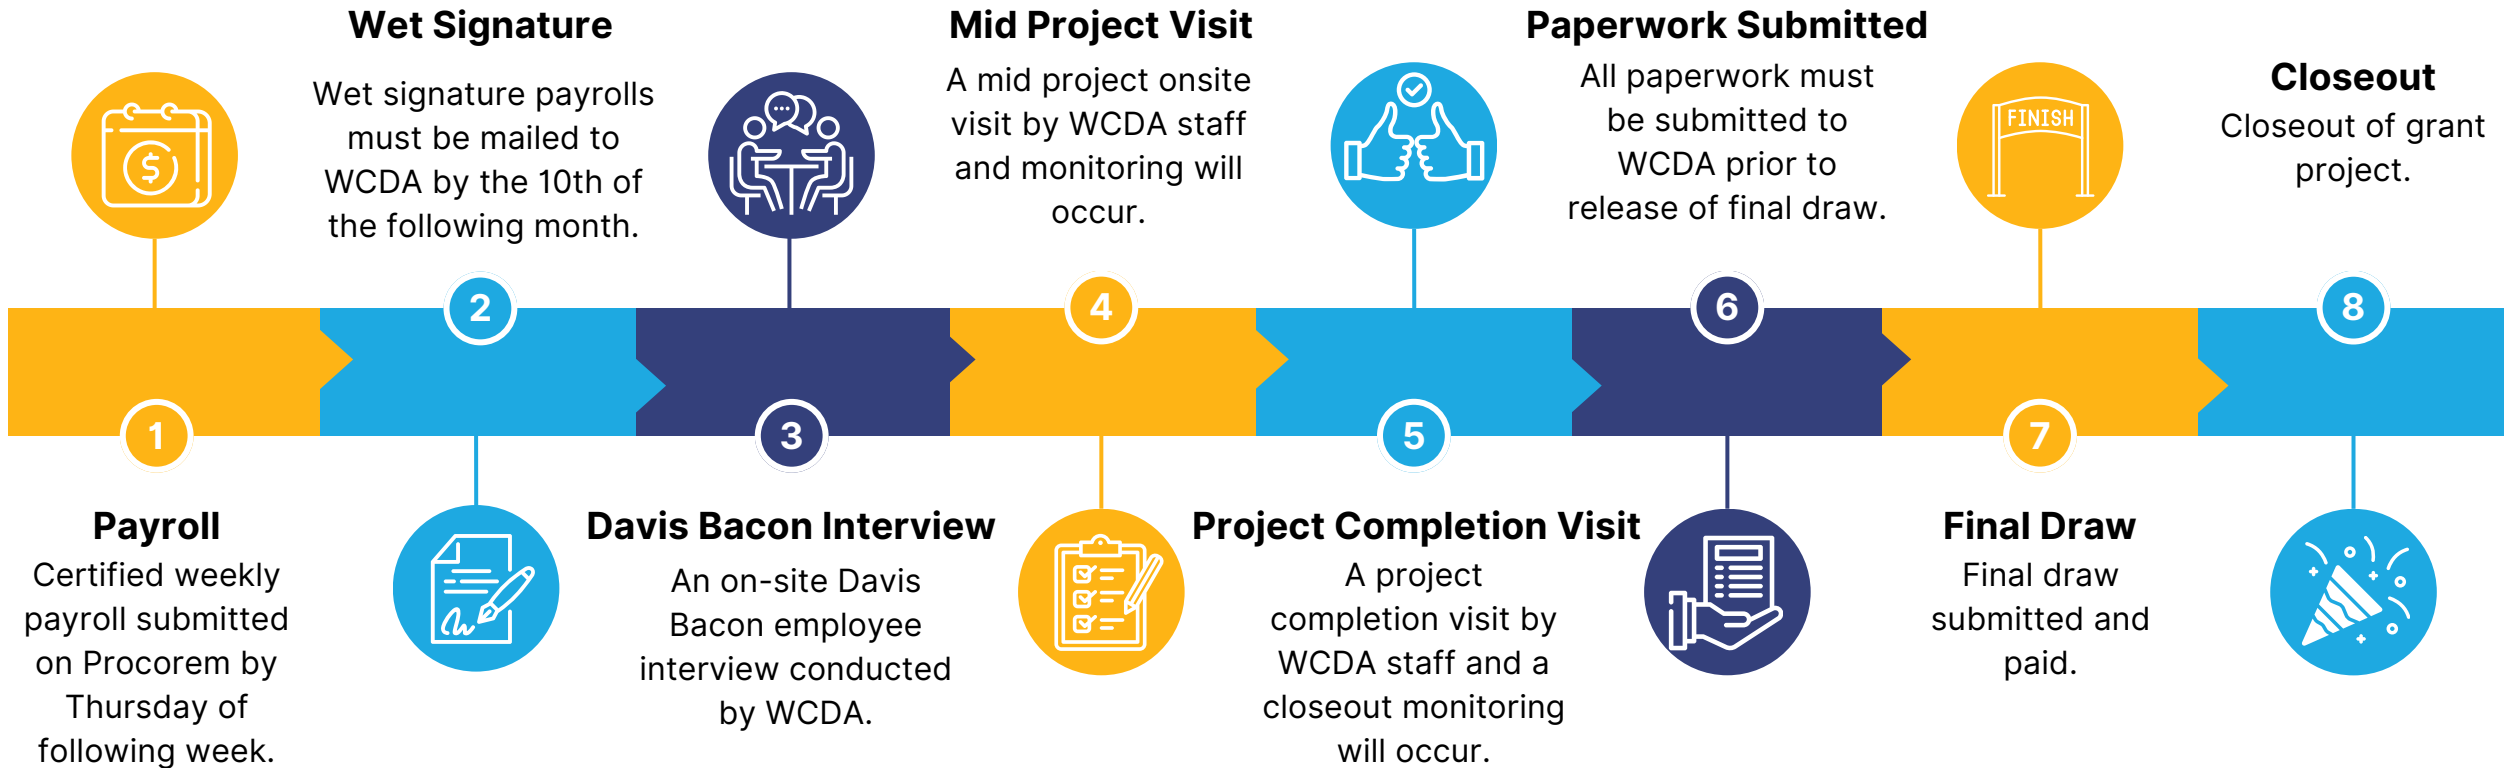 1
Payroll
Certified weekly
payroll submitted
on Procorem by
Thursday of
following week.
2
Wet Signature
Wet signature payrolls
must be mailed to
WCDA by the 10th of
the following month.
3
Davis Bacon Interview
An on-site Davis
Bacon employee
interview conducted
by WCDA.
4
Mid Project Visit
A mid project onsite
visit by WCDA staff
and monitoring will
occur.
5
Project Completion Visit
A project
completion visit by
WCDA staff and a
closeout monitoring
will occur.
6
Paperwork Submitted
All paperwork must
be submitted to
WCDA prior to
release of final draw.
FINISH
7
Final Draw
Final draw
submitted and
paid.
8
Closeout
Closeout of grant
project.